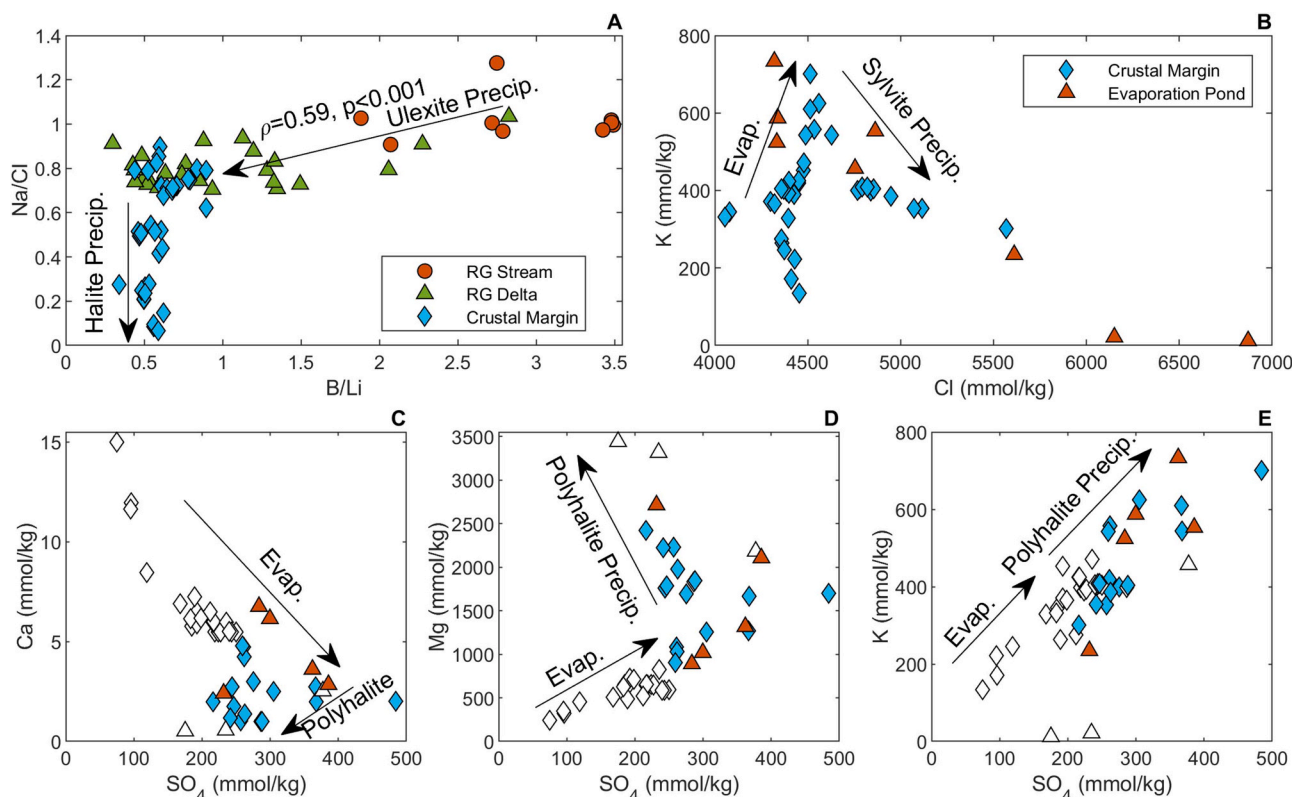 A
1.4
1.2
1
0.8
0.6
0.4
0.2
0
Na/Cl
ρ=0.59, p<0.001
Ulexite Precip.
Halite Precip.
RG Stream
RG Delta
Crustal Margin
0 0.5 1 1.5 2 2.5 3 3.5
B/Li
B
800
600
400
200
0
K (mmol/kg)
Evap.
Sylvite Precip.
Crustal Margin
Evaporation Pond
4000 4500 5000 5500 6000 6500 7000
Cl (mmol/kg)
C
15
10
5
0
Ca (mmol/kg)
Evap.
Polyhalite
0 100 200 300 400 500
SO4 (mmol/kg)
D
3500
3000
2500
2000
1500
1000
500
0
Mg (mmol/kg)
Polyhalite Precip.
Evap.
0 100 200 300 400 500
SO4 (mmol/kg)
E
800
600
400
200
0
K (mmol/kg)
Evap.
Polyhalite Precip.
0 100 200 300 400 500
SO4 (mmol/kg)